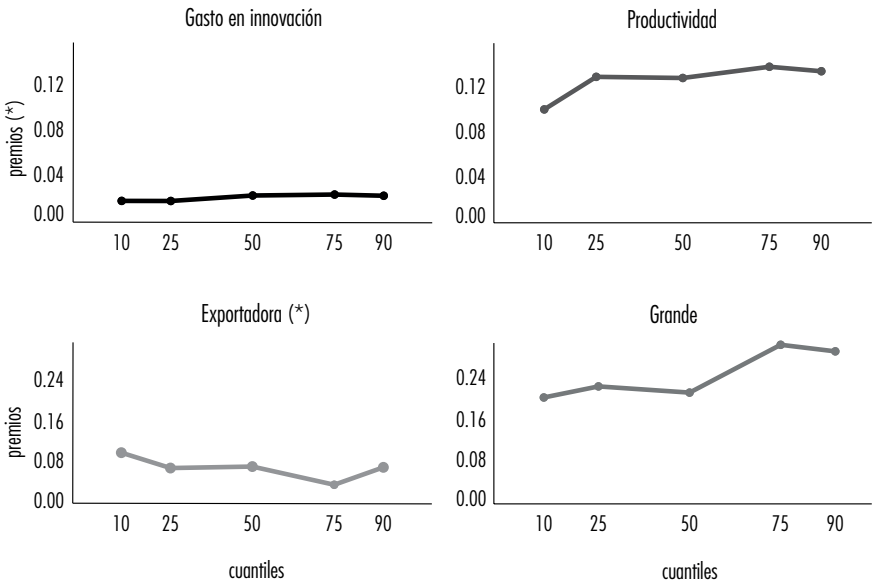 Gasto en innovación
premios (*)
0.12
0.08
0.04
0.00
10 25 50 75 90
Productividad
0.12
0.08
0.04
0.00
10 25 50 75 90
Exportadora (*)
premios
0.24
0.16
0.08
0.00
10 25 50 75 90
cuantiles
Grande
0.24
0.16
0.08
0.00
10 25 50 75 90
cuantiles